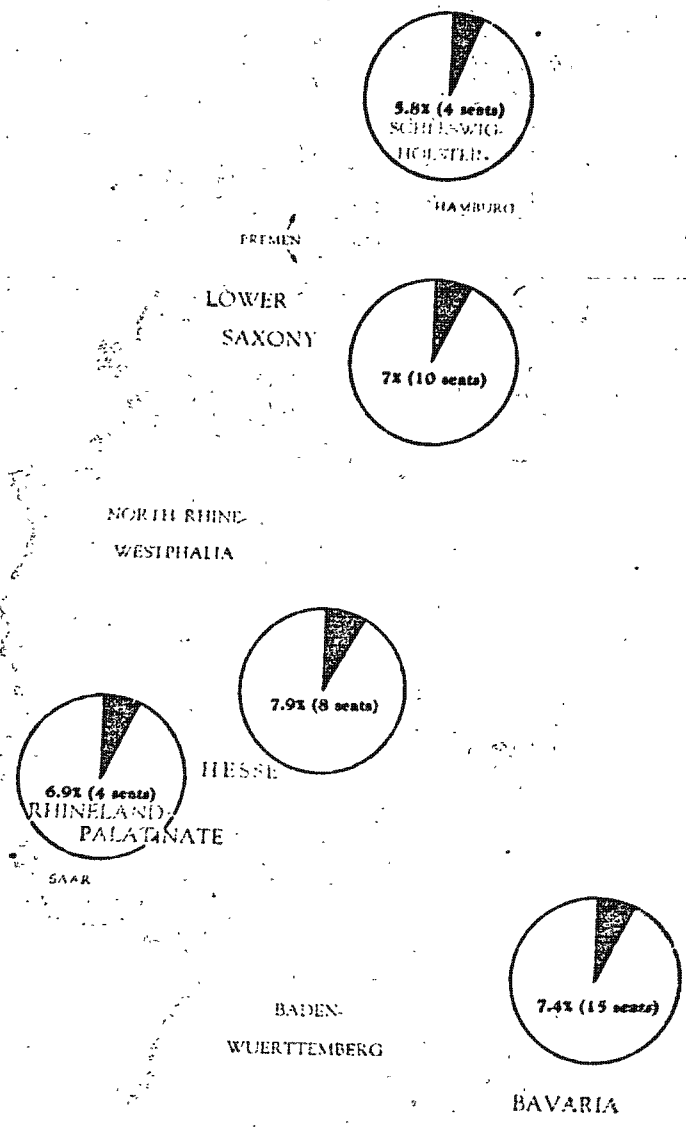 5.8% (4 seats)
SCHLESWIG-
HOLSTEIN
HAMBURG
BREMEN
LOWER
SAXONY
7% (10 seats)
NORTH RHINE-
WESTPHALIA
7.9% (8 seats)
HESSE
6.9% (4 seats)
RHINELAND-
PALATINATE
SAAR
7.4% (15 seats)
BADEN-
WUERTTEMBERG
BAVARIA